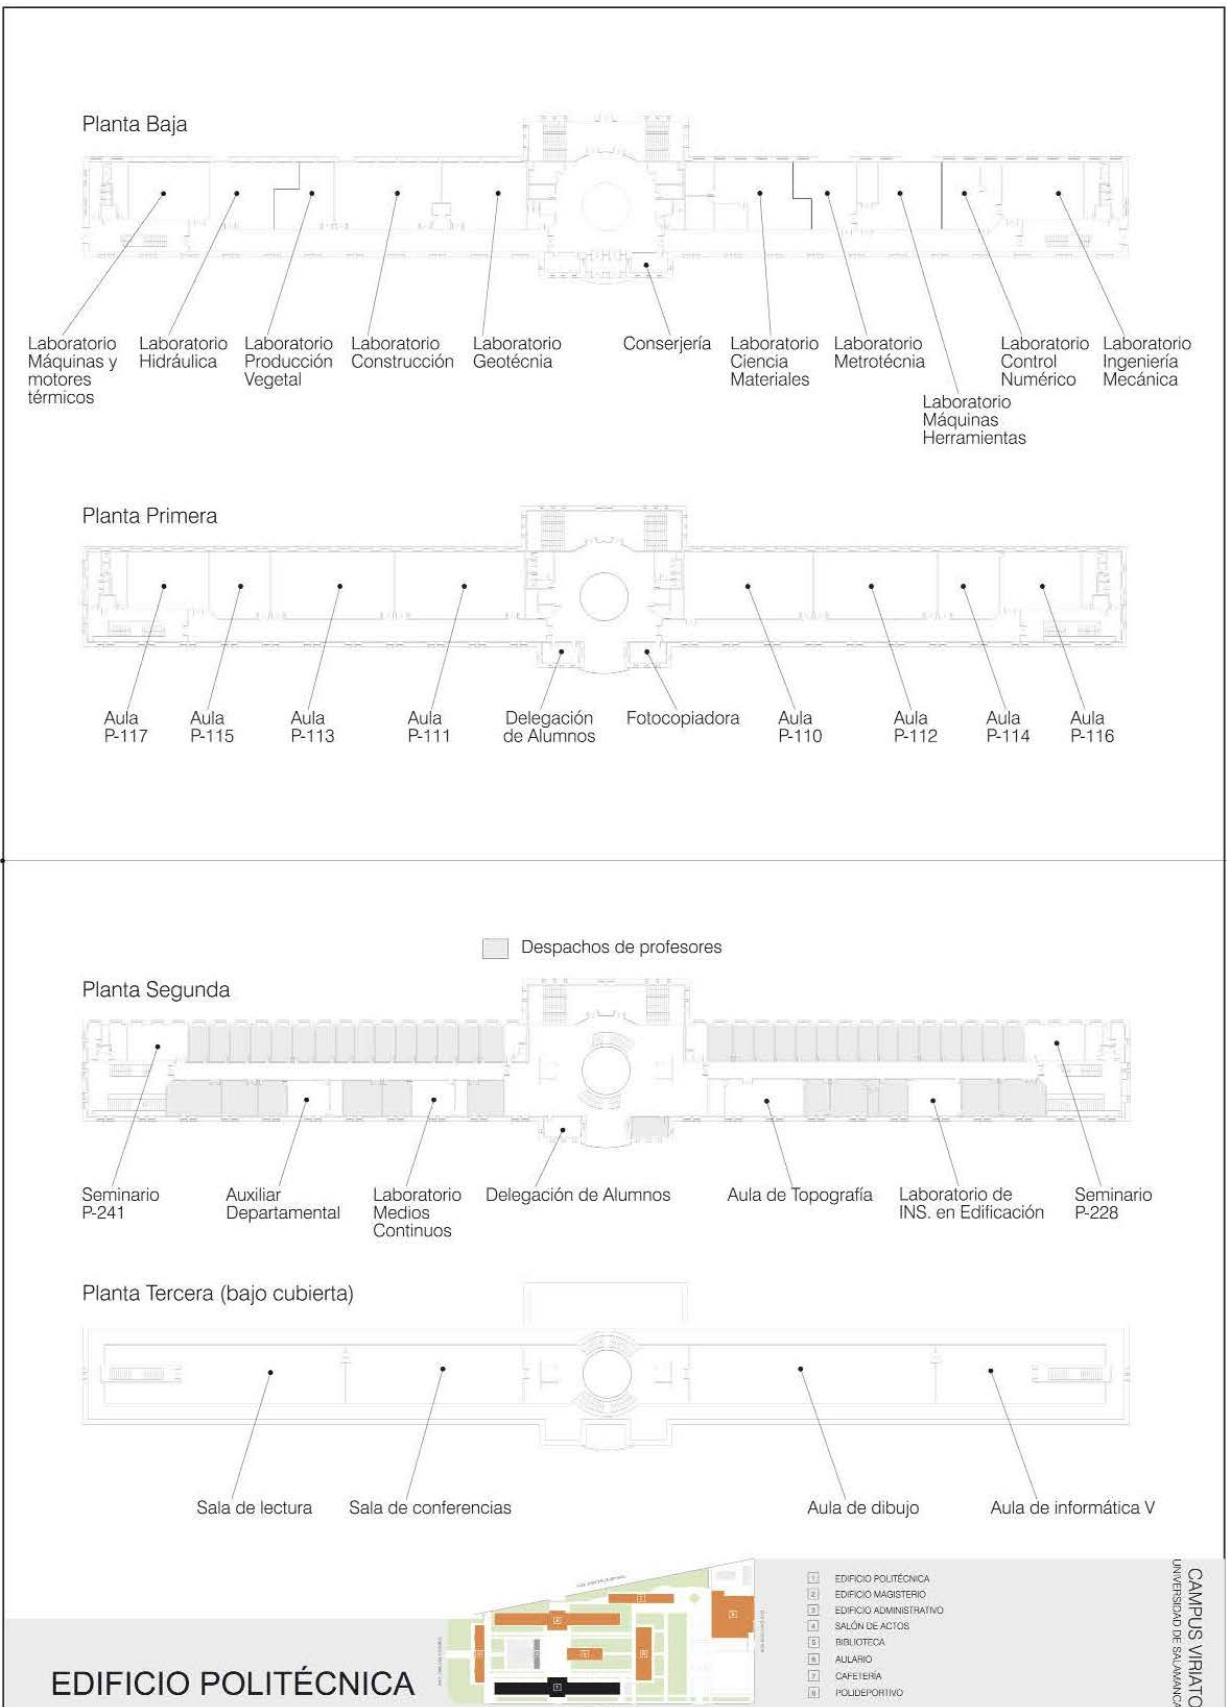 Planta Baja
Laboratorio
Máquinas y
motores
térmicos
Laboratorio
Hidráulica
Laboratorio
Producción
Vegetal
Laboratorio
Construcción
Laboratorio
Geotécnia
Conserjería
Laboratorio
Ciencia
Materiales
Laboratorio
Metrotécnia
Laboratorio
Máquinas
Herramientas
Laboratorio
Control
Numérico
Laboratorio
Ingeniería
Mecánica
Planta Primera
Aula
P-117
Aula
P-115
Aula
P-113
Aula
P-111
Delegación
de Alumnos
Fotocopiadora
Aula
P-110
Aula
P-112
Aula
P-114
Aula
P-116
Despachos de profesores
Planta Segunda
Seminario
P-241
Auxiliar
Departamental
Laboratorio
Medios
Continuos
Delegación de Alumnos
Aula de Topografía
Laboratorio de
INS. en Edificación
Seminario
P-228
Planta Tercera (bajo cubierta)
Sala de lectura
Sala de conferencias
Aula de dibujo
Aula de informática V
EDIFICIO POLITÉCNICA
1 EDIFICIO POLITÉCNICA
2 EDIFICIO MAGISTERIO
3 EDIFICIO ADMINISTRATIVO
4 SALÓN DE ACTOS
5 BIBLIOTECA
6 AULARIO
7 CAFETERÍA
8 POLIDEPORTIVO
CAMPUS VIRIATO
UNIVERSIDAD DE SALAMANCA